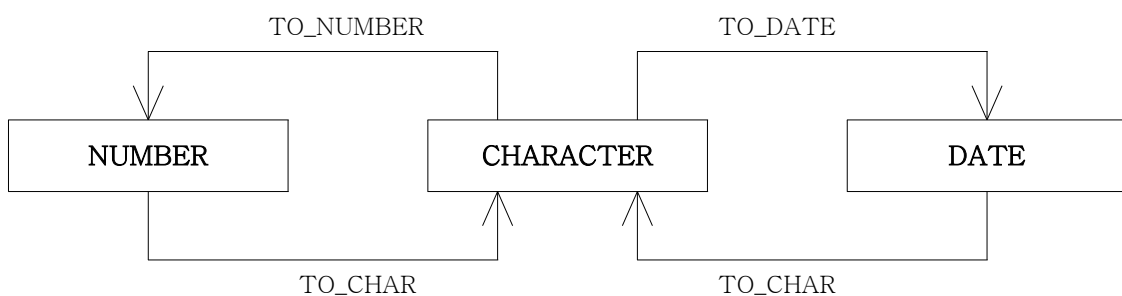 TO_NUMBER TO_DATE
NUMBER CHARACTER DATE
TO_CHAR TO_CHAR